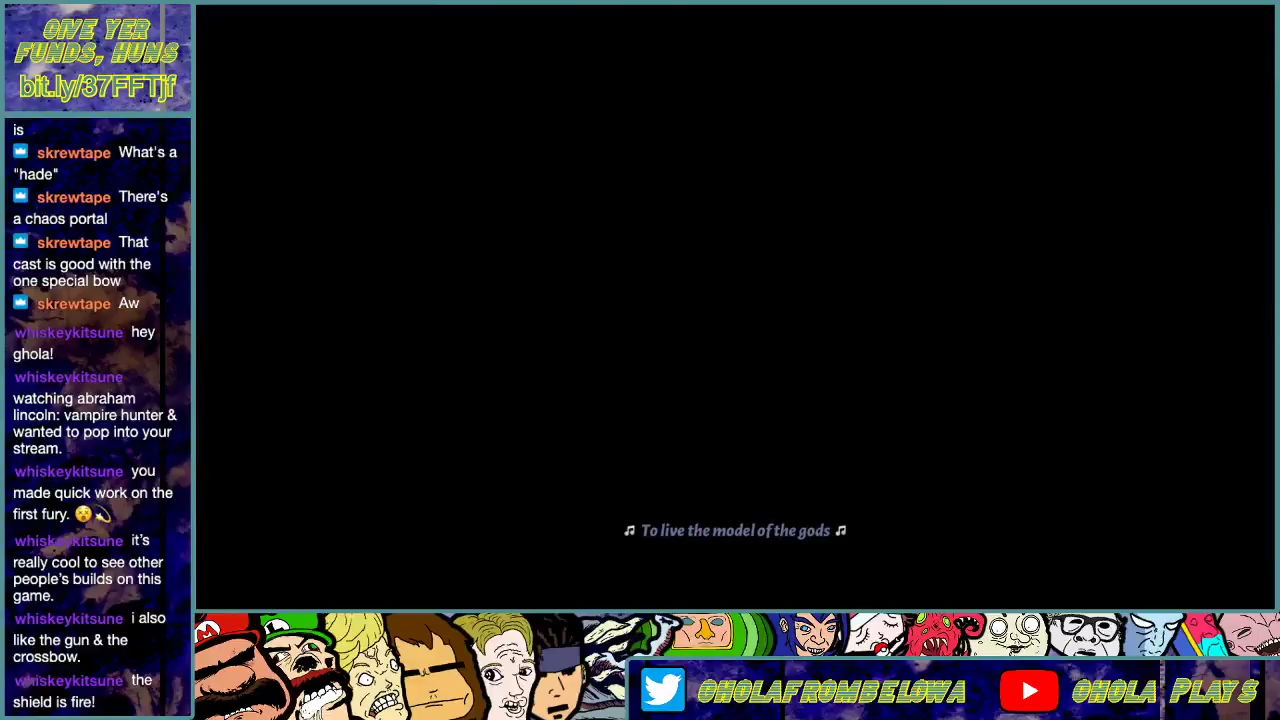 GIVE YER
FUNDS, HUNS
bit.ly/37FFTjf
is
skrewtape What's a
"hade"
skrewtape There's
a chaos portal
skrewtape That
cast is good with the
one special bow
skrewtape Aw
whiskeykitsune hey
ghola!
whiskeykitsune
watching abraham
lincoln: vampire hunter &
wanted to pop into your
stream.
whiskeykitsune you
made quick work on the
first fury. 😵💫
whiskeykitsune it's
really cool to see other
people's builds on this
game.
whiskeykitsune i also
like the gun & the
crossbow.
whiskeykitsune the
shield is fire!
♫ To live the model of the gods ♫
M
L
GHOLAFROMBELOWA
GHOLA PLAYS